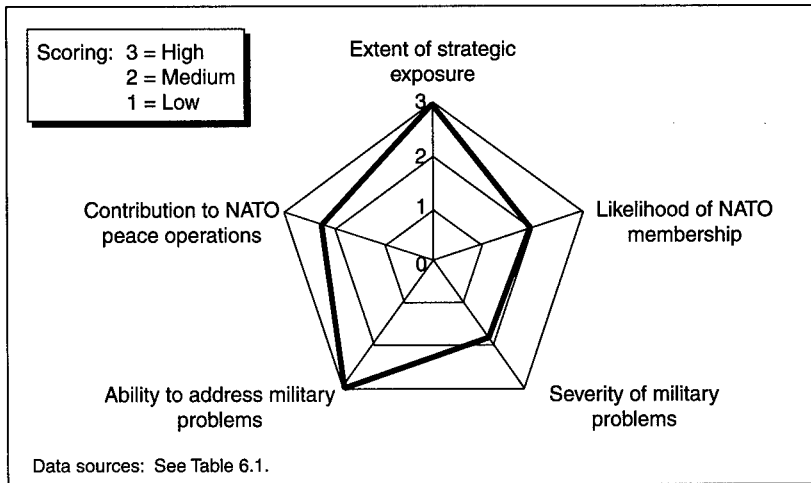 Scoring: 3 = High
2 = Medium
1 = Low
Extent of strategic
exposure
3
2
1
0
Contribution to NATO
peace operations
Likelihood of NATO
membership
Ability to address military
problems
Severity of military
problems
Data sources: See Table 6.1.